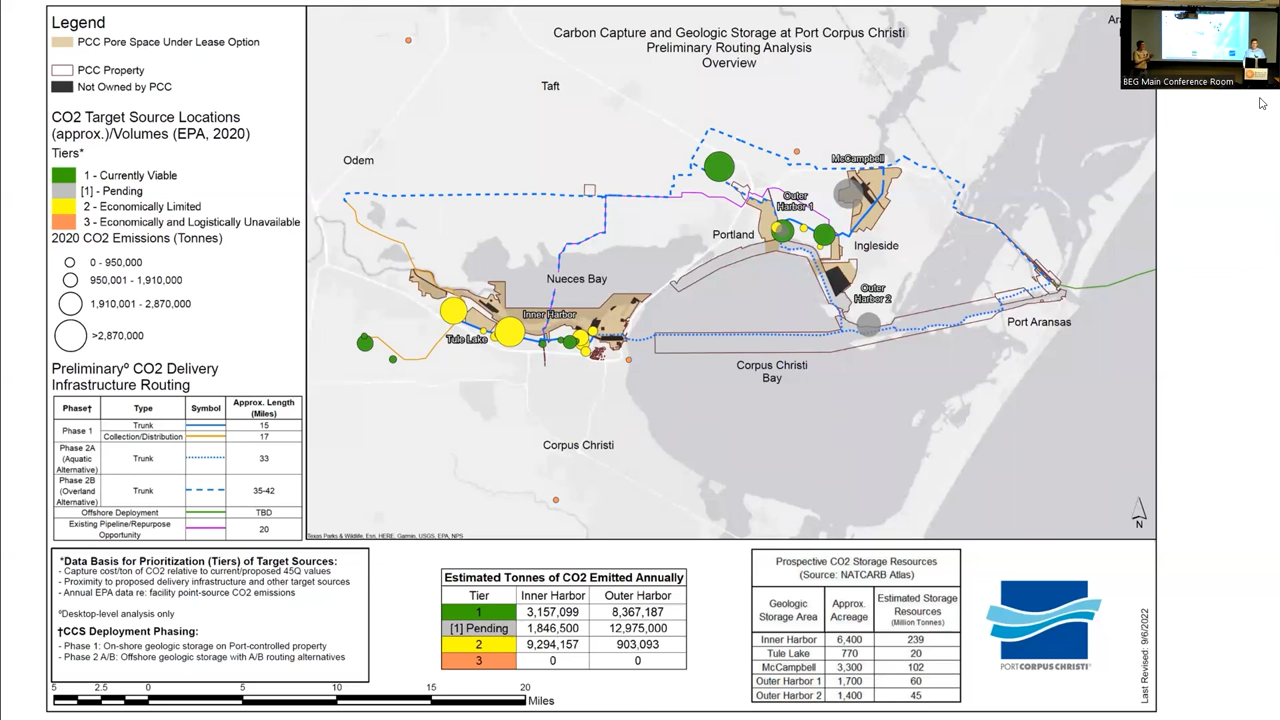 Legend
PCC Pore Space Under Lease Option
PCC Property
Not Owned by PCC
CO2 Target Source Locations
(approx.)/Volumes (EPA, 2020)
Tiers*
1 - Currently Viable
[1] - Pending
2 - Economically Limited
3 - Economically and Logistically Unavailable
2020 CO2 Emissions (Tonnes)
0 - 950,000
950,001 - 1,910,000
1,910,001 - 2,870,000
>2,870,000
Preliminaryº CO2 Delivery
Infrastructure Routing
Phase† Type Symbol Approx. Length (Miles)
Phase 1 Trunk 15
Collection/Distribution 17
Phase 2A (Aquatic Alternative) Trunk 33
Phase 2B (Overland Alternative) Trunk 35-42
Offshore Deployment TBD
Existing Pipeline/Repurpose Opportunity 20
Carbon Capture and Geologic Storage at Port Corpus Christi
Preliminary Routing Analysis
Overview
BEG Main Conference Room
Taft
Odem
McCampbell
Outer
Harbor 1
Portland
Ingleside
Nueces Bay
Outer
Harbor 2
Inner Harbor
Tule Lake
Port Aransas
Corpus Christi
Bay
Corpus Christi
N
Texas Parks & Wildlife, Esri, HERE, Garmin, USGS, EPA, NPS
*Data Basis for Prioritization (Tiers) of Target Sources:
- Capture cost/ton of CO2 relative to current/proposed 45Q values
- Proximity to proposed delivery infrastructure and other target sources
- Annual EPA data re: facility point-source CO2 emissions
ºDesktop-level analysis only
†CCS Deployment Phasing:
- Phase 1: On-shore geologic storage on Port-controlled property
- Phase 2 A/B: Offshore geologic storage with A/B routing alternatives
5 2.5 0 5 10 15 20
Miles
Estimated Tonnes of CO2 Emitted Annually
Tier Inner Harbor Outer Harbor
1 3,157,099 8,367,187
[1] Pending 1,846,500 12,975,000
2 9,294,157 903,093
3 0 0
Prospective CO2 Storage Resources
(Source: NATCARB Atlas)
Geologic Storage Area Approx. Acreage Estimated Storage Resources (Million Tonnes)
Inner Harbor 6,400 239
Tule Lake 770 20
McCampbell 3,300 102
Outer Harbor 1 1,700 60
Outer Harbor 2 1,400 45
PORT CORPUS CHRISTI
Last Revised: 9/6/2022